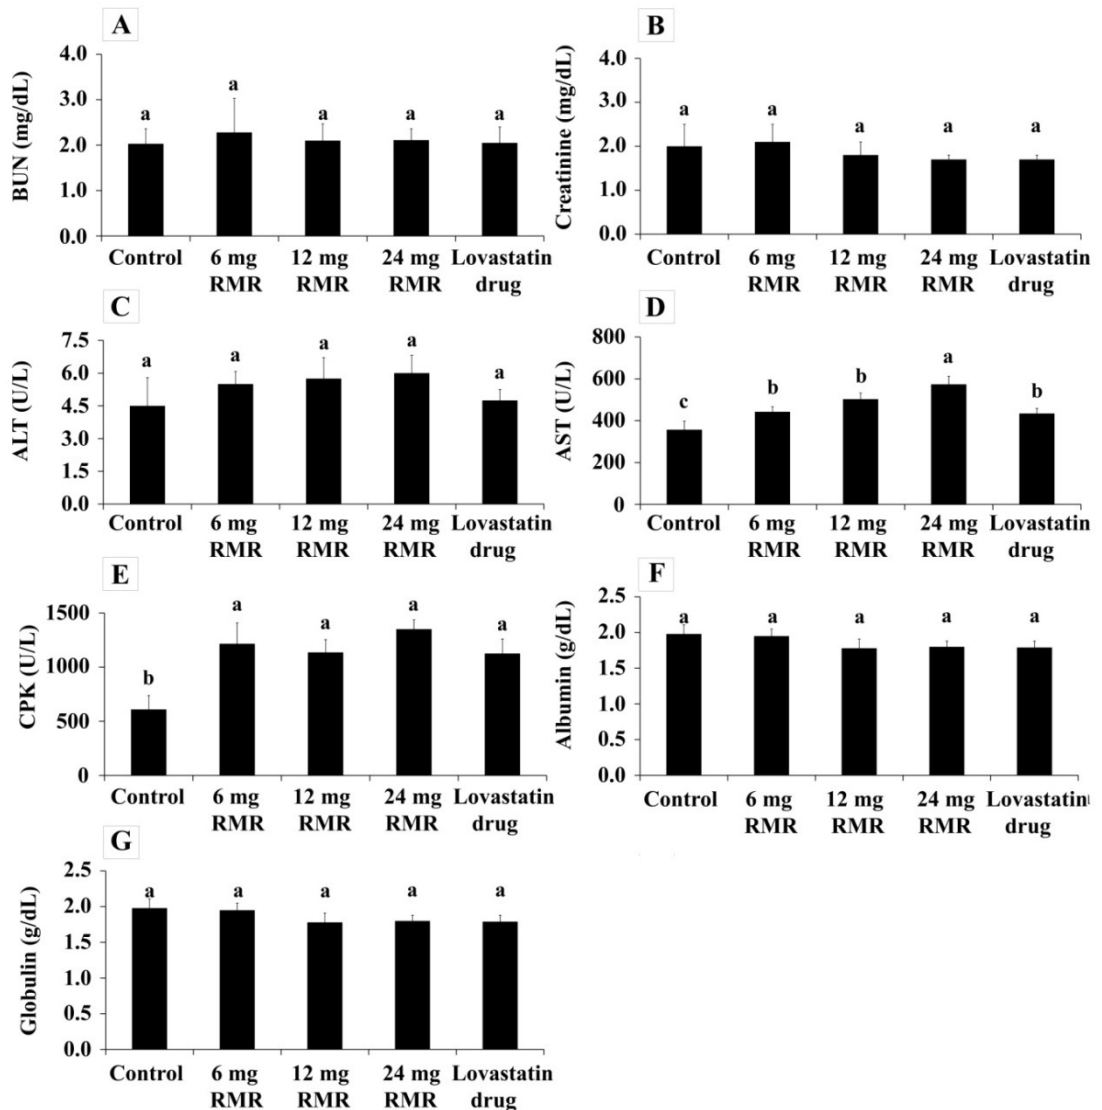 A
BUN (mg/dL)
4.0
3.0
2.0
1.0
0.0
a a a a a
Control 6 mg 12 mg 24 mg Lovastatin
RMR RMR RMR drug
B
Creatinine (mg/dL)
4.0
3.0
2.0
1.0
0.0
a a a a a
Control 6 mg 12 mg 24 mg Lovastatin
RMR RMR RMR drug
C
ALT (U/L)
7.5
6.0
4.5
3.0
1.5
0.0
a a a a a
Control 6 mg 12 mg 24 mg Lovastatin
RMR RMR RMR drug
D
AST (U/L)
800
600
400
200
0
c b b a b
Control 6 mg 12 mg 24 mg Lovastatin
RMR RMR RMR drug
E
CPK (U/L)
1500
1000
500
0
b a a a a
Control 6 mg 12 mg 24 mg Lovastatin
RMR RMR RMR drug
F
Albumin (g/dL)
2.5
2.0
1.5
1.0
0.5
0.0
a a a a a
Control 6 mg 12 mg 24 mg Lovastatin
RMR RMR RMR drug
G
Globulin (g/dL)
2.5
2.0
1.5
1.0
0.5
0.0
a a a a a
Control 6 mg 12 mg 24 mg Lovastatin
RMR RMR RMR drug